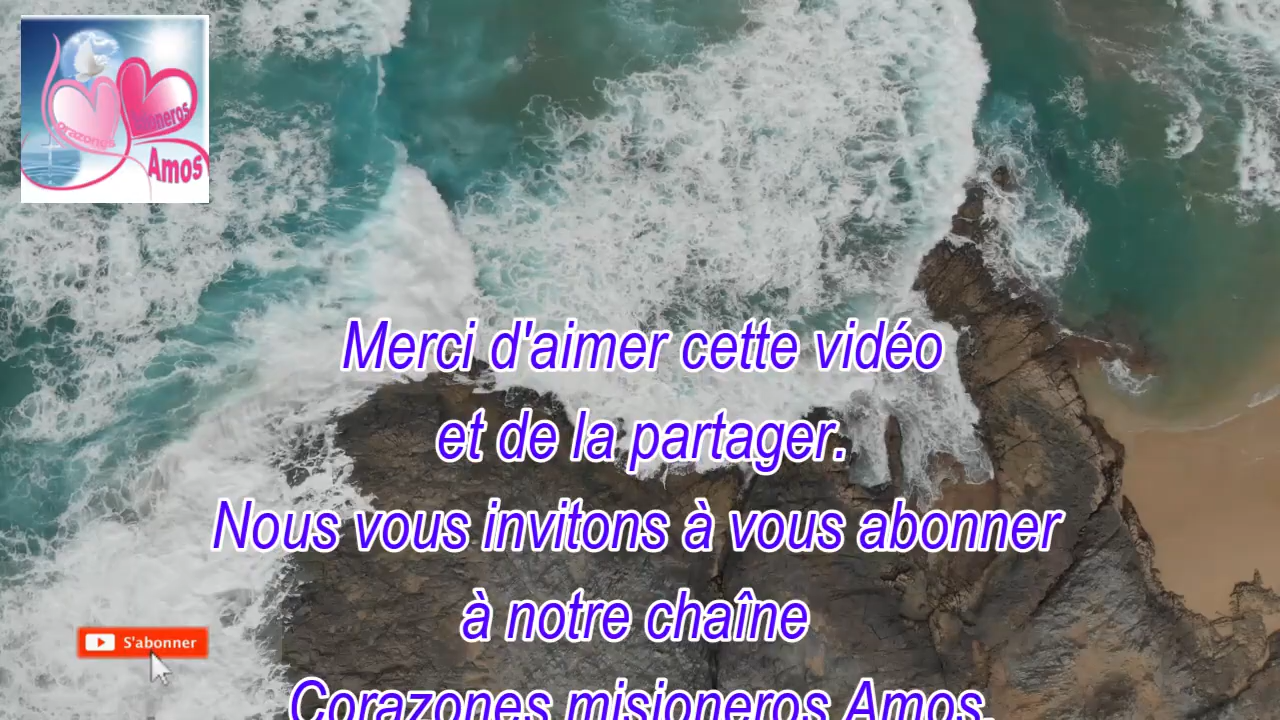 Corazones
Misioneros
Amos
Merci d'aimer cette vidéo
et de la partager.
Nous vous invitons à vous abonner
à notre chaîne
Corazones misioneros Amos.
S'abonner